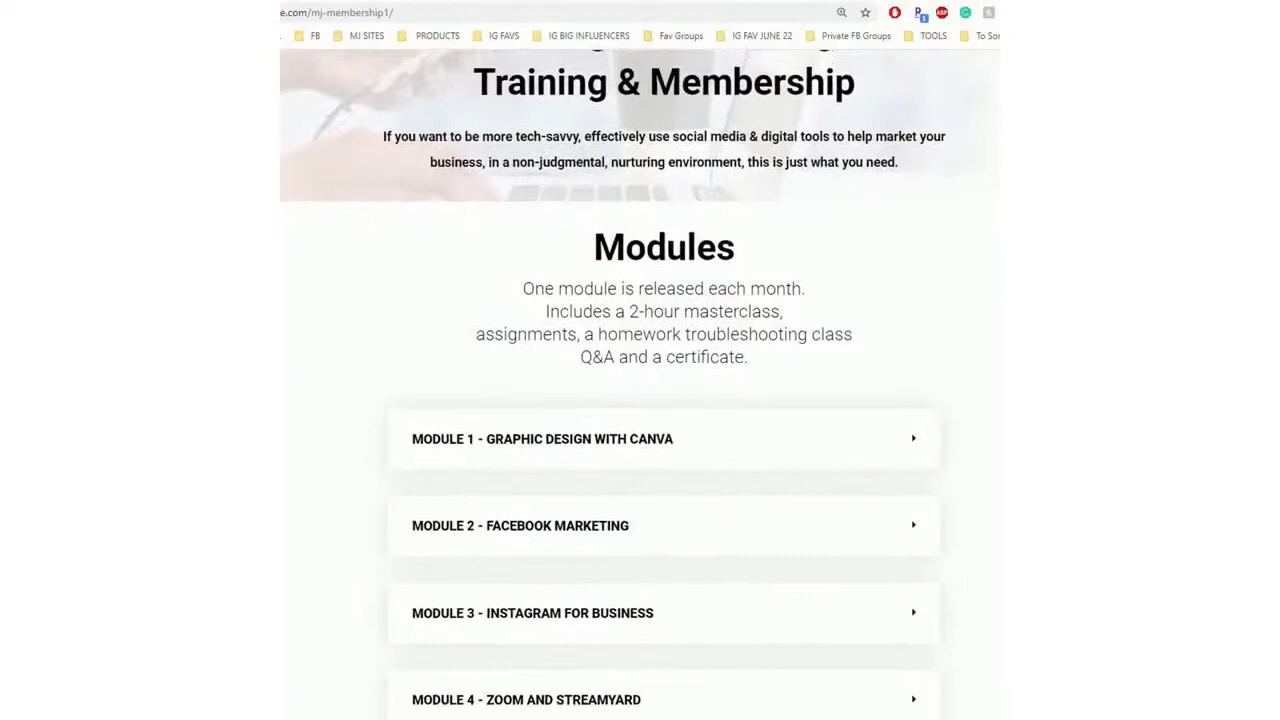 e.com/mj-membership1/
FB MJ SITES PRODUCTS IG FAVS IG BIG INFLUENCERS Fav Groups IG FAV JUNE 22 Private FB Groups TOOLS To Sor
Training & Membership
If you want to be more tech-savvy, effectively use social media & digital tools to help market your
business, in a non-judgmental, nurturing environment, this is just what you need.
Modules
One module is released each month.
Includes a 2-hour masterclass,
assignments, a homework troubleshooting class
Q&A and a certificate.
MODULE 1 - GRAPHIC DESIGN WITH CANVA
MODULE 2 - FACEBOOK MARKETING
MODULE 3 - INSTAGRAM FOR BUSINESS
MODULE 4 - ZOOM AND STREAMYARD